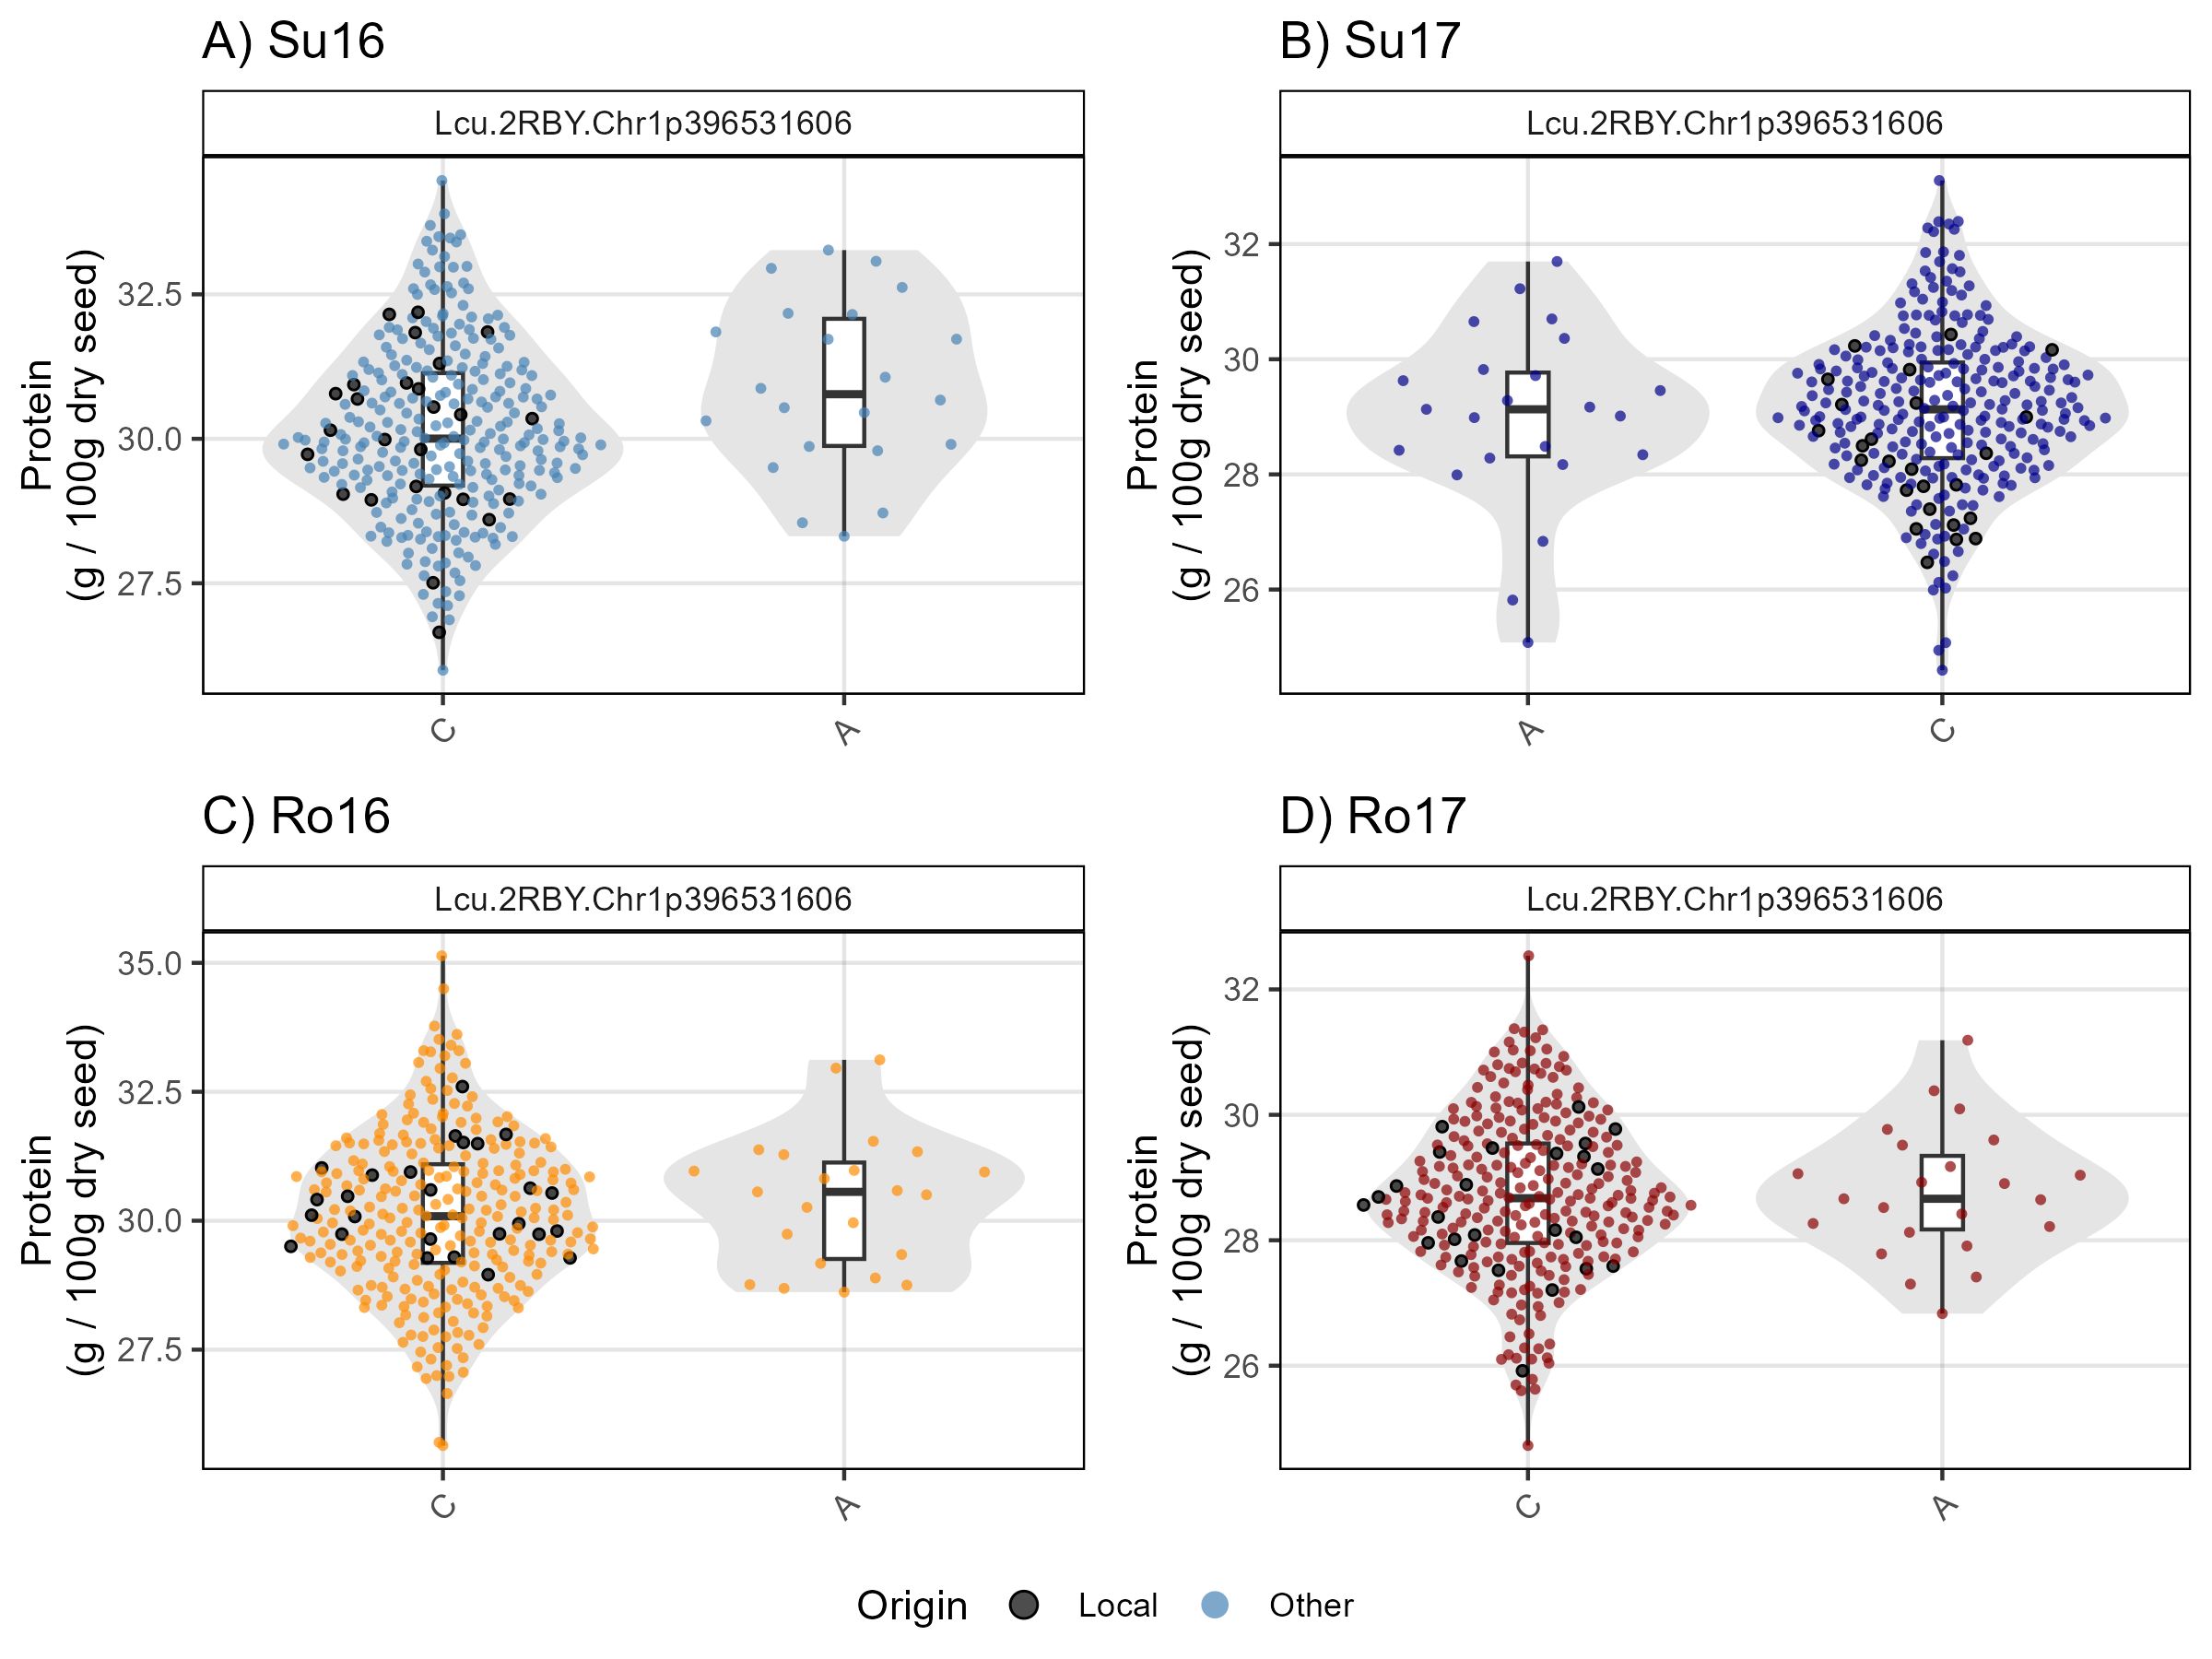 A) Su16
Lcu.2RBY.Chr1p396531606
Protein
(g / 100g dry seed)
32.5
30.0
27.5
C
A
B) Su17
Lcu.2RBY.Chr1p396531606
Protein
(g / 100g dry seed)
32
30
28
26
A
C
C) Ro16
Lcu.2RBY.Chr1p396531606
Protein
(g / 100g dry seed)
35.0
32.5
30.0
27.5
C
A
D) Ro17
Lcu.2RBY.Chr1p396531606
Protein
(g / 100g dry seed)
32
30
28
26
C
A
Origin Local Other